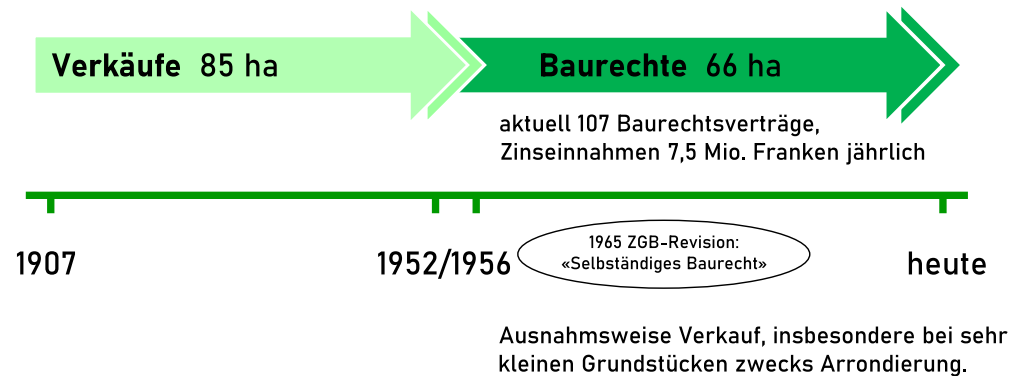 Verkäufe 85 ha
Baurechte 66 ha
aktuell 107 Baurechtsverträge,
Zinseinnahmen 7,5 Mio. Franken jährlich
1907
1952/1956
1965 ZGB-Revision:
«Selbständiges Baurecht»
heute
Ausnahmsweise Verkauf, insbesondere bei sehr
kleinen Grundstücken zwecks Arrondierung.